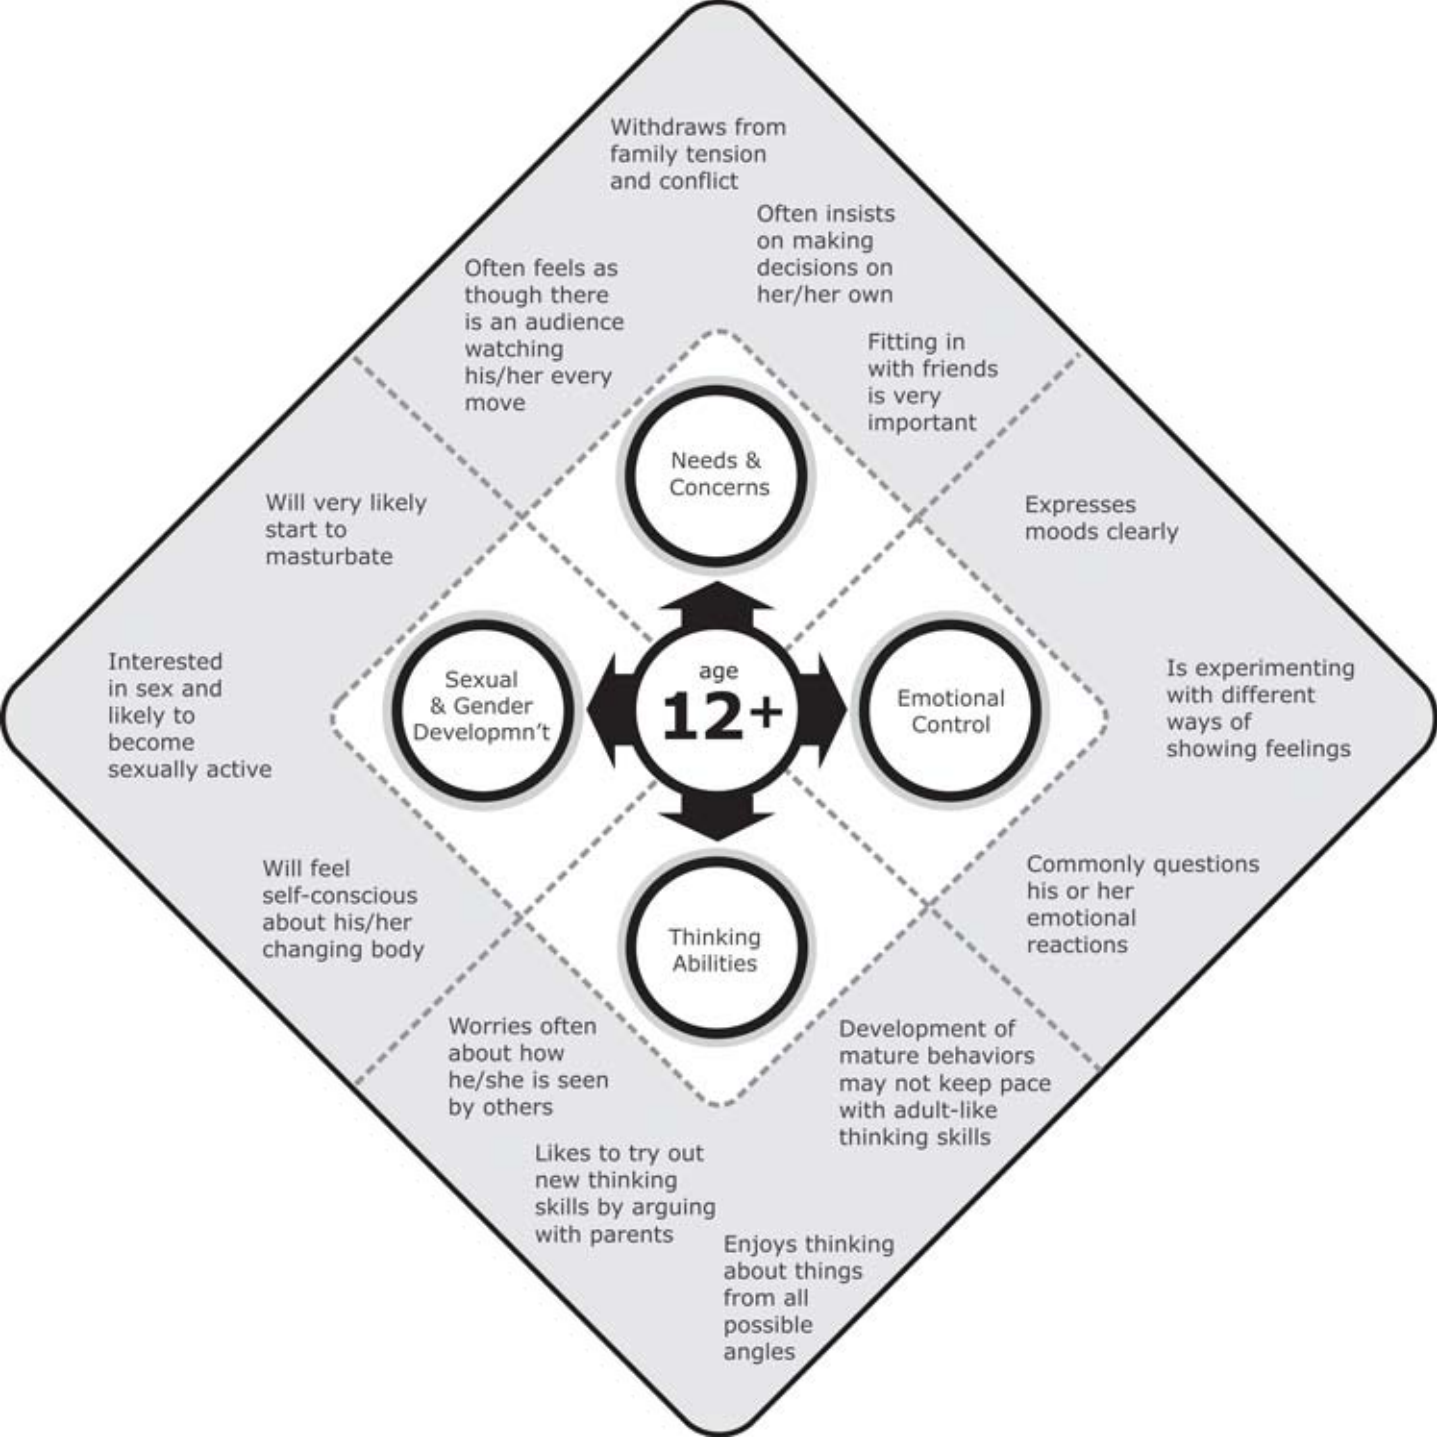 Withdraws from
family tension
and conflict
Often insists
on making
decisions on
her/her own
Often feels as
though there
is an audience
watching
his/her every
move
Fitting in
with friends
is very
important
Needs &
Concerns
Will very likely
start to
masturbate
Expresses
moods clearly
Interested
in sex and
likely to
become
sexually active
Sexual
& Gender
Developmn't
age
12+
Emotional
Control
Is experimenting
with different
ways of
showing feelings
Will feel
self-conscious
about his/her
changing body
Thinking
Abilities
Commonly questions
his or her
emotional
reactions
Worries often
about how
he/she is seen
by others
Development of
mature behaviors
may not keep pace
with adult-like
thinking skills
Likes to try out
new thinking
skills by arguing
with parents
Enjoys thinking
about things
from all
possible
angles